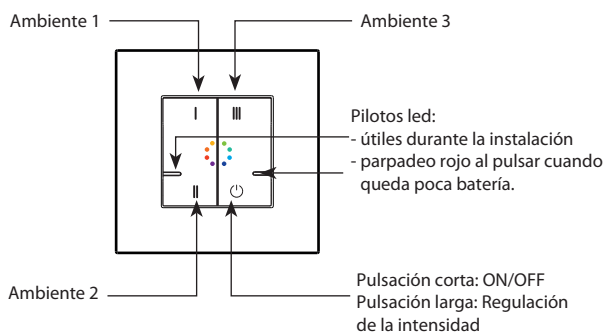 Ambiente 1
Ambiente 3
I
III
Pilotos led:
- útiles durante la instalación
- parpadeo rojo al pulsar cuando
queda poca batería.
II
Ambiente 2
Pulsación corta: ON/OFF
Pulsación larga: Regulación
de la intensidad